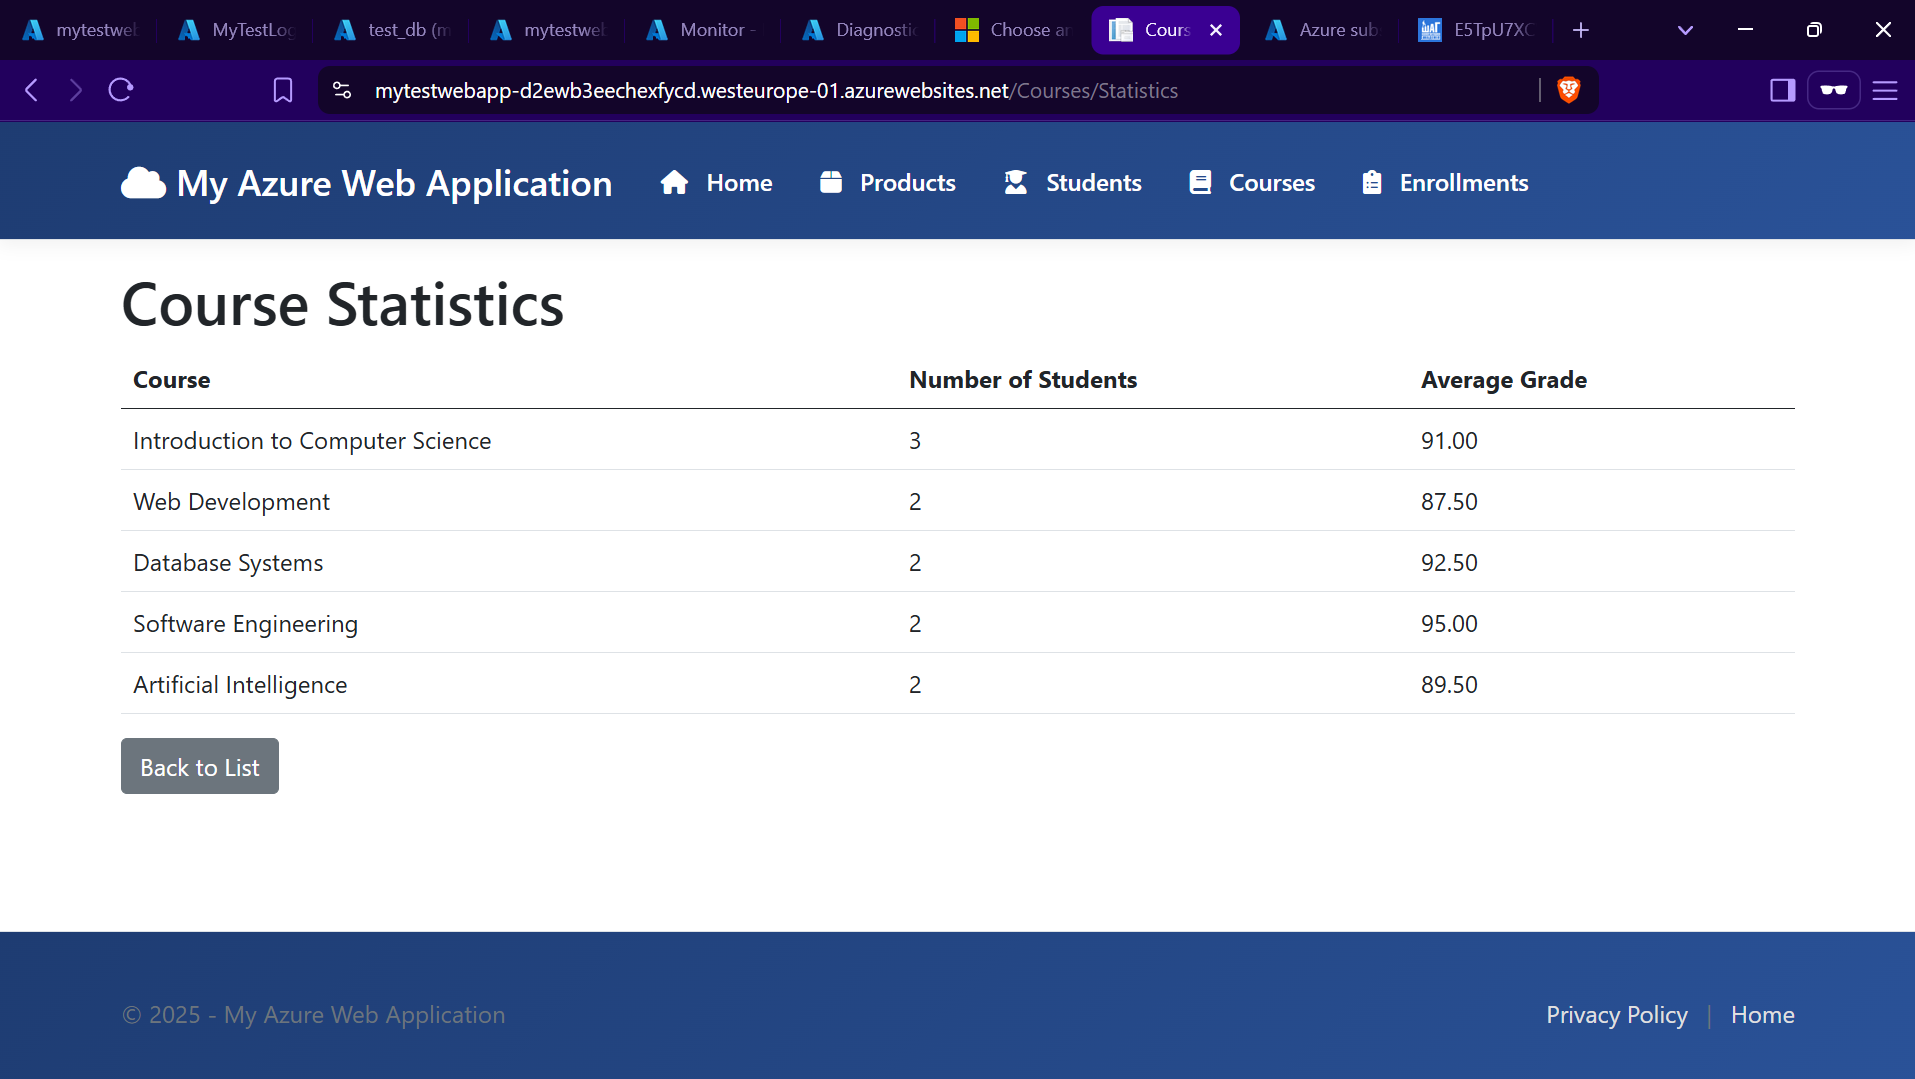 mytestweb MyTestLog test_db (m mytestweb Monitor - Diagnostic Choose an Cours Azure sub E5TpU7XC
mytestwebapp-d2ewb3eechexfycd.westeurope-01.azurewebsites.net/Courses/Statistics
My Azure Web Application Home Products Students Courses Enrollments
Course Statistics
Course Number of Students Average Grade
Introduction to Computer Science 3 91.00
Web Development 2 87.50
Database Systems 2 92.50
Software Engineering 2 95.00
Artificial Intelligence 2 89.50
Back to List
© 2025 - My Azure Web Application Privacy Policy | Home